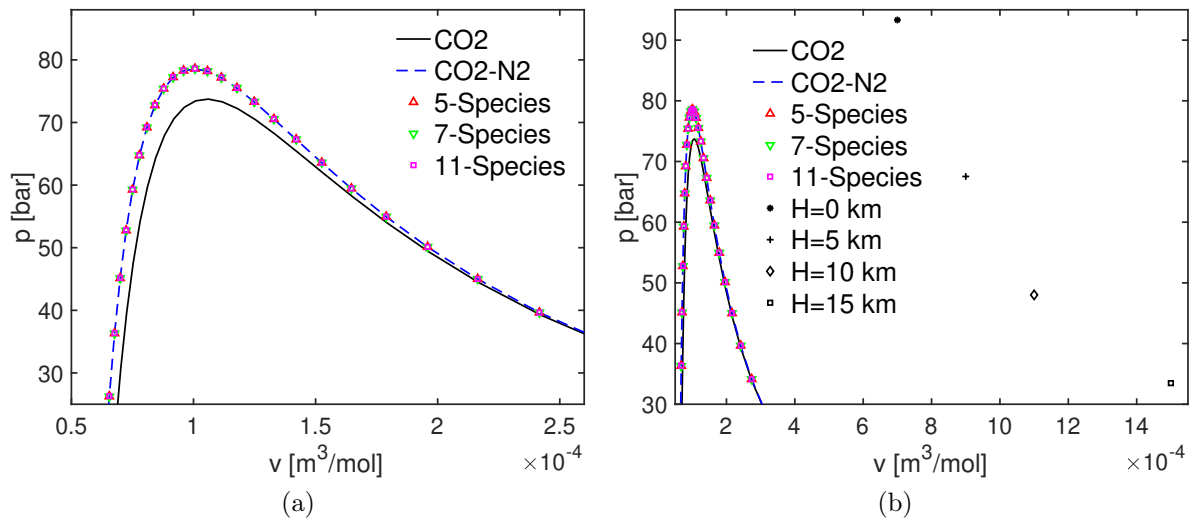 CO2
CO2-N2
5-Species
7-Species
11-Species
p [bar]
80
70
60
50
40
30
0.5
1
1.5
2
2.5
×10⁻⁴
v [m³/mol]
(a)
CO2
CO2-N2
5-Species
7-Species
11-Species
H=0 km
H=5 km
H=10 km
H=15 km
p [bar]
90
80
70
60
50
40
30
2
4
6
8
10
12
14
×10⁻⁴
v [m³/mol]
(b)